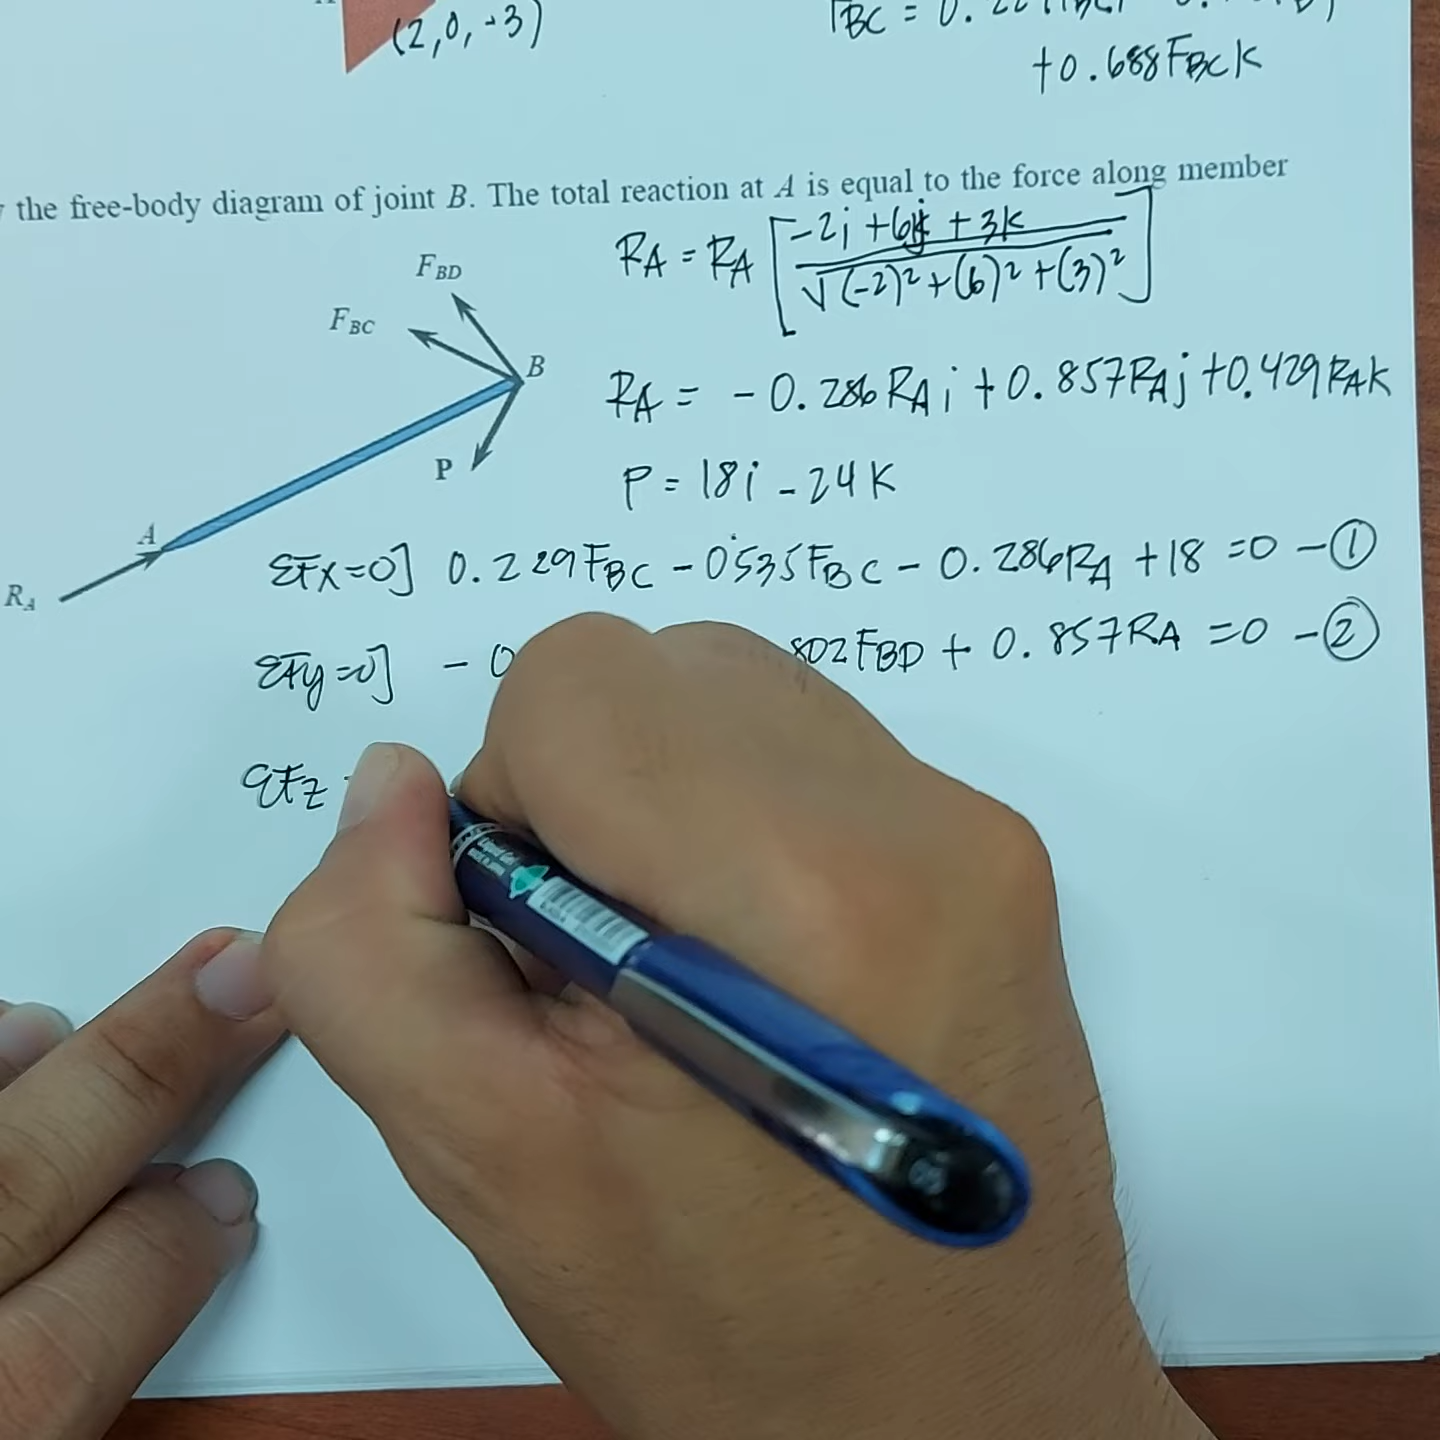 (2,0,-3)
BC = 0.
+0.688FBCK
the free-body diagram of joint B. The total reaction at A is equal to the force along member
RA = RA [ -2i + 6j + 3k / √(-2)² + (6)² + (3)² ]
FBD
FBC
B
RA = -0.286RAi + 0.857RAj + 0.429RAK
P
P = 18i - 24K
A
ΣFX=0] 0.229FBC - 0.535FBC - 0.286RA + 18 = 0 - ①
RA
ΣFy=0] - 0 802FBD + 0.857RA = 0 - ②
ΣFz